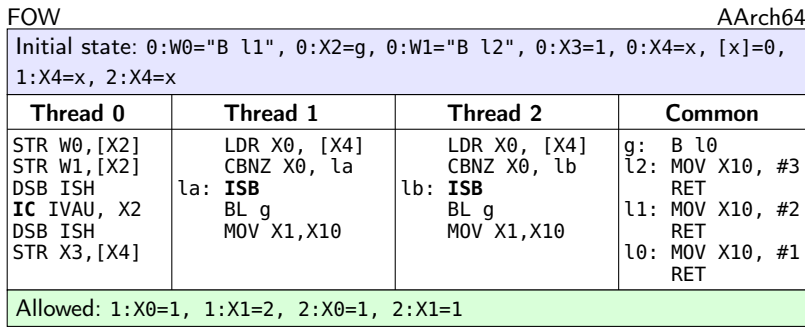 FOW AArch64
Initial state: 0:W0="B l1", 0:X2=g, 0:W1="B l2", 0:X3=1, 0:X4=x, [x]=0,
1:X4=x, 2:X4=x
Thread 0 Thread 1 Thread 2 Common
STR W0,[X2] LDR X0, [X4] LDR X0, [X4] g: B l0
STR W1,[X2] CBNZ X0, la CBNZ X0, lb l2: MOV X10, #3
DSB ISH la: ISB lb: ISB RET
IC IVAU, X2 BL g BL g l1: MOV X10, #2
DSB ISH MOV X1,X10 MOV X1,X10 RET
STR X3,[X4] l0: MOV X10, #1
RET
Allowed: 1:X0=1, 1:X1=2, 2:X0=1, 2:X1=1